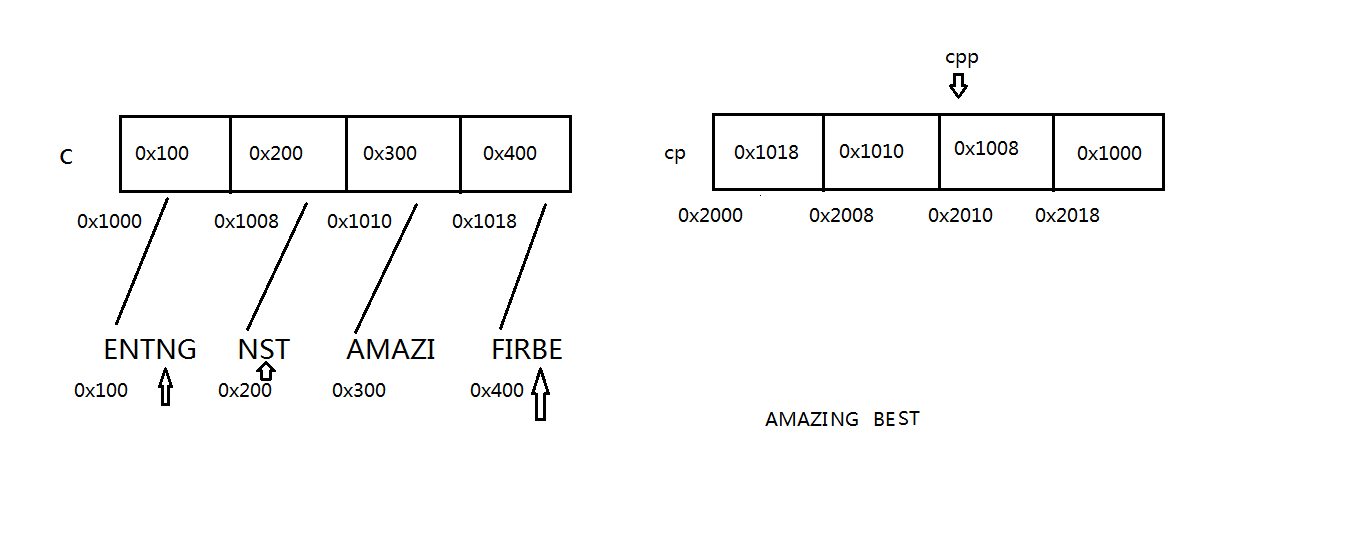 cpp
C 0x100 0x200 0x300 0x400
cp 0x1018 0x1010 0x1008 0x1000
0x1000 0x1008 0x1010 0x1018
0x2000 0x2008 0x2010 0x2018
ENTNG NST AMAZI FIRBE
0x100 0x200 0x300 0x400
AMAZING BEST